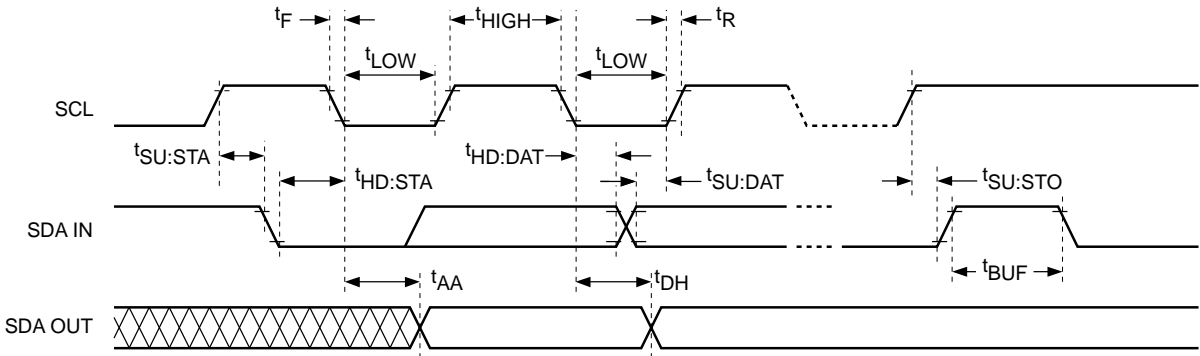 tF
tHIGH
tR
tLOW
tLOW
SCL
tSU:STA
tHD:DAT
tHD:STA
tSU:DAT
tSU:STO
SDA IN
tBUF
tAA
tDH
SDA OUT